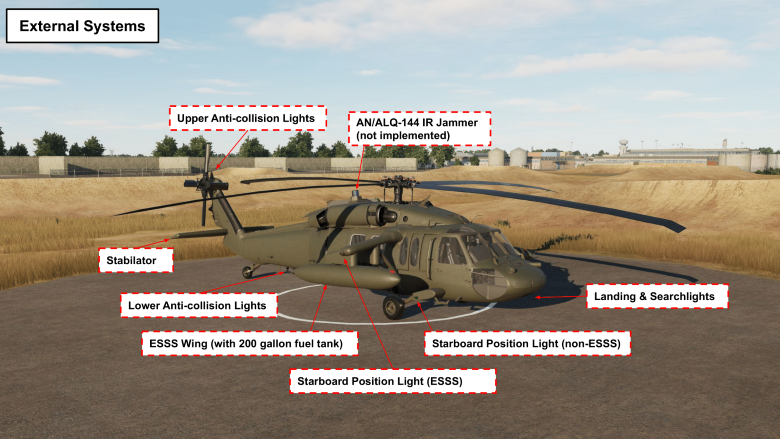 External Systems
Upper Anti-collision Lights
AN/ALQ-144 IR Jammer
(not implemented)
Stabilator
Lower Anti-collision Lights
Landing & Searchlights
ESSS Wing (with 200 gallon fuel tank)
Starboard Position Light (non-ESSS)
Starboard Position Light (ESSS)